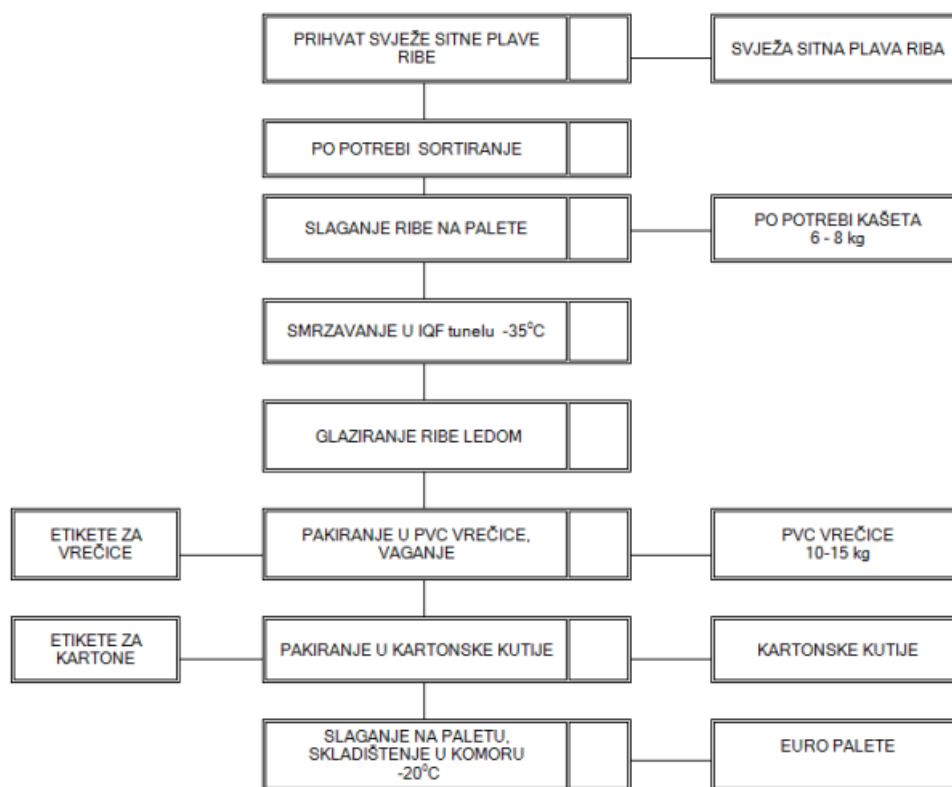 PRIHVAT SVJEŽE SITNE PLAVE
RIBE
SVJEŽA SITNA PLAVA RIBA
PO POTREBI SORTIRANJE
SLAGANJE RIBE NA PALETE
PO POTREBI KAŠETA
6 - 8 kg
SMRZAVANJE U IQF tunelu -35⁰C
GLAZIRANJE RIBE LEDOM
ETIKETE ZA
VREČICE
PAKIRANJE U PVC VREČICE,
VAGANJE
PVC VREČICE
10-15 kg
ETIKETE ZA
KARTONE
PAKIRANJE U KARTONSKE KUTIJE
KARTONSKE KUTIJE
SLAGANJE NA PALETU,
SKLADIŠTENJE U KOMORU
-20⁰C
EURO PALETE